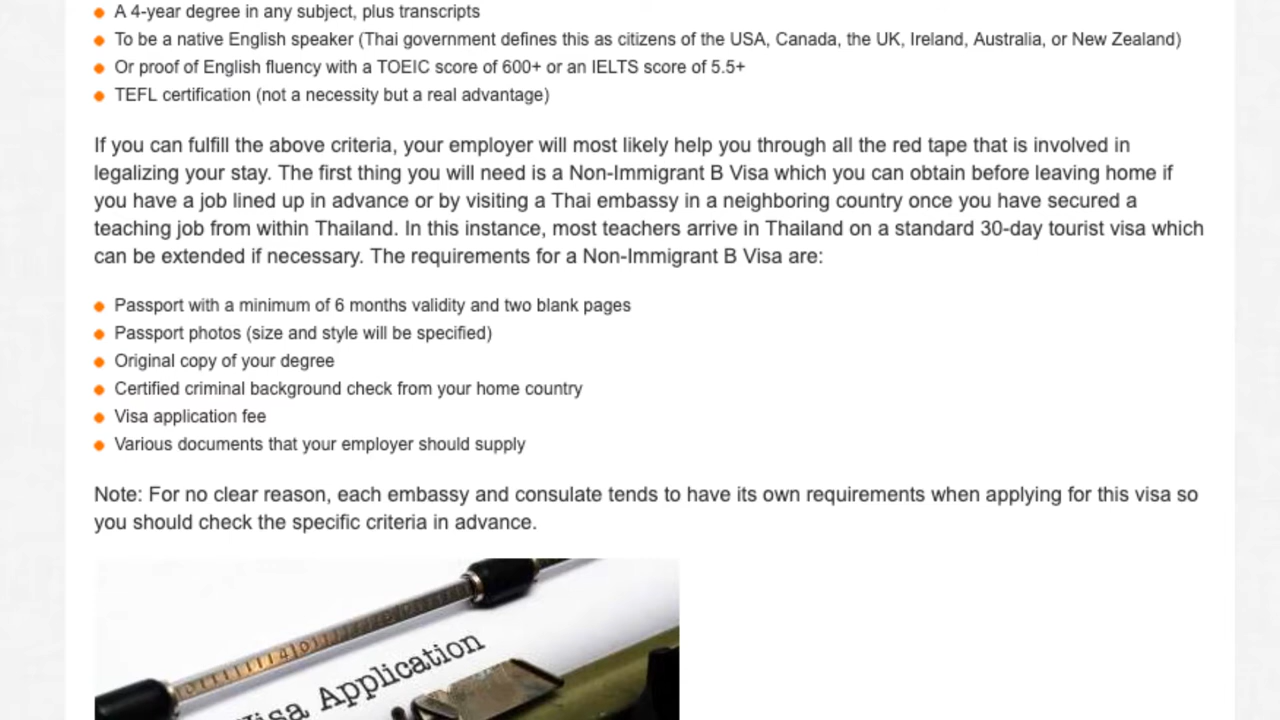 A 4-year degree in any subject, plus transcripts
To be a native English speaker (Thai government defines this as citizens of the USA, Canada, the UK, Ireland, Australia, or New Zealand)
Or proof of English fluency with a TOEIC score of 600+ or an IELTS score of 5.5+
TEFL certification (not a necessity but a real advantage)
If you can fulfill the above criteria, your employer will most likely help you through all the red tape that is involved in
legalizing your stay. The first thing you will need is a Non-Immigrant B Visa which you can obtain before leaving home if
you have a job lined up in advance or by visiting a Thai embassy in a neighboring country once you have secured a
teaching job from within Thailand. In this instance, most teachers arrive in Thailand on a standard 30-day tourist visa which
can be extended if necessary. The requirements for a Non-Immigrant B Visa are:
Passport with a minimum of 6 months validity and two blank pages
Passport photos (size and style will be specified)
Original copy of your degree
Certified criminal background check from your home country
Visa application fee
Various documents that your employer should supply
Note: For no clear reason, each embassy and consulate tends to have its own requirements when applying for this visa so
you should check the specific criteria in advance.
Visa Application